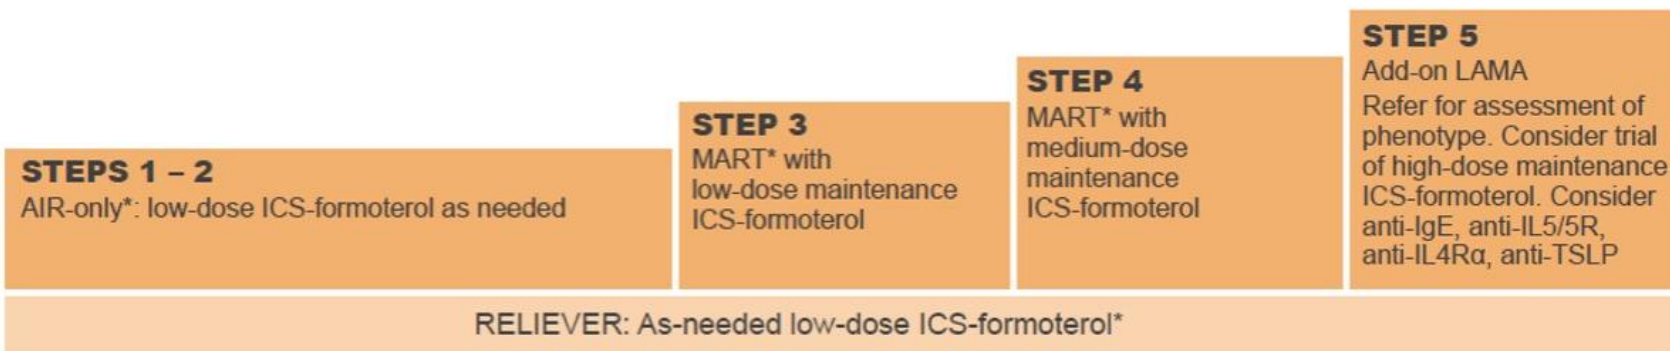 STEPS 1 – 2
AIR-only*: low-dose ICS-formoterol as needed
STEP 3
MART* with
low-dose maintenance
ICS-formoterol
STEP 4
MART* with
medium-dose
maintenance
ICS-formoterol
STEP 5
Add-on LAMA
Refer for assessment of
phenotype. Consider trial
of high-dose maintenance
ICS-formoterol. Consider
anti-IgE, anti-IL5/5R,
anti-IL4Rα, anti-TSLP
RELIEVER: As-needed low-dose ICS-formoterol*